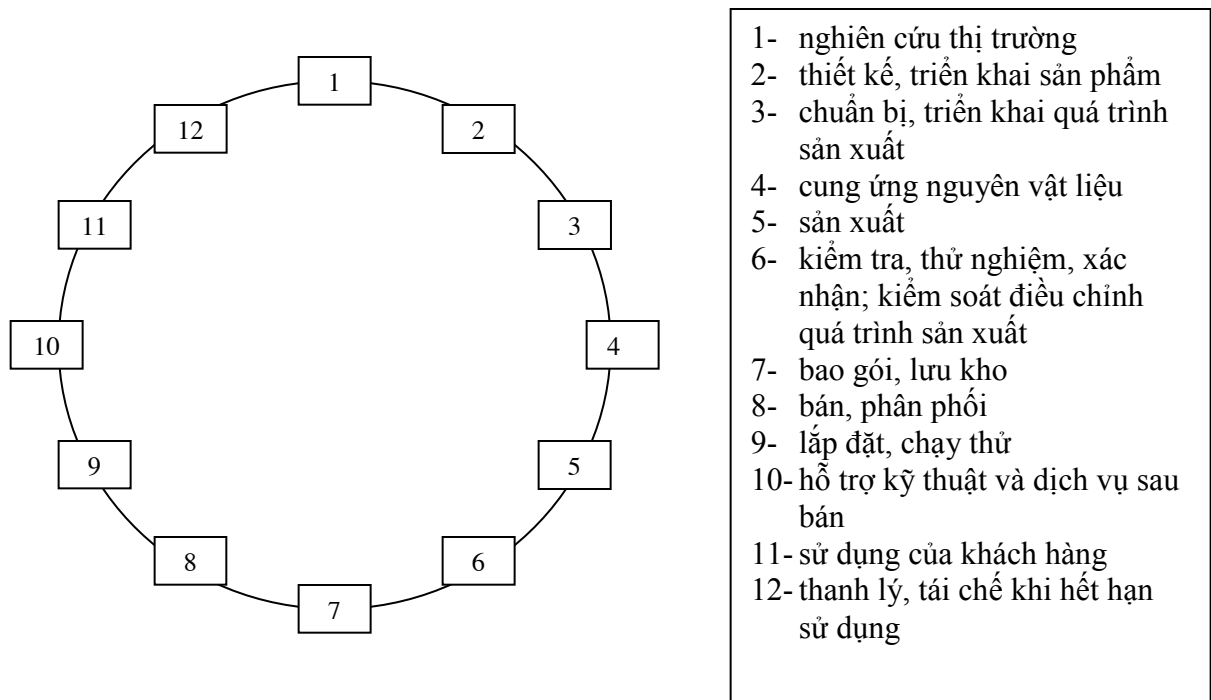 1
2
3
4
5
6
7
8
9
10
11
12
1- nghiên cứu thị trường
2- thiết kế, triển khai sản phẩm
3- chuẩn bị, triển khai quá trình
sản xuất
4- cung ứng nguyên vật liệu
5- sản xuất
6- kiểm tra, thử nghiệm, xác
nhận; kiểm soát điều chỉnh
quá trình sản xuất
7- bao gói, lưu kho
8- bán, phân phối
9- lắp đặt, chạy thử
10- hỗ trợ kỹ thuật và dịch vụ sau
bán
11- sử dụng của khách hàng
12- thanh lý, tái chế khi hết hạn
sử dụng